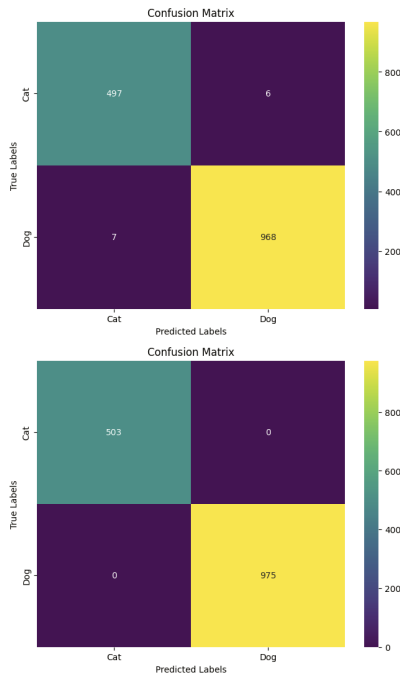 Confusion Matrix
Cat
497
6
800
600
True Labels
400
Dog
7
968
200
Cat
Dog
Predicted Labels
Confusion Matrix
Cat
503
0
800
600
True Labels
400
Dog
0
975
200
0
Cat
Dog
Predicted Labels